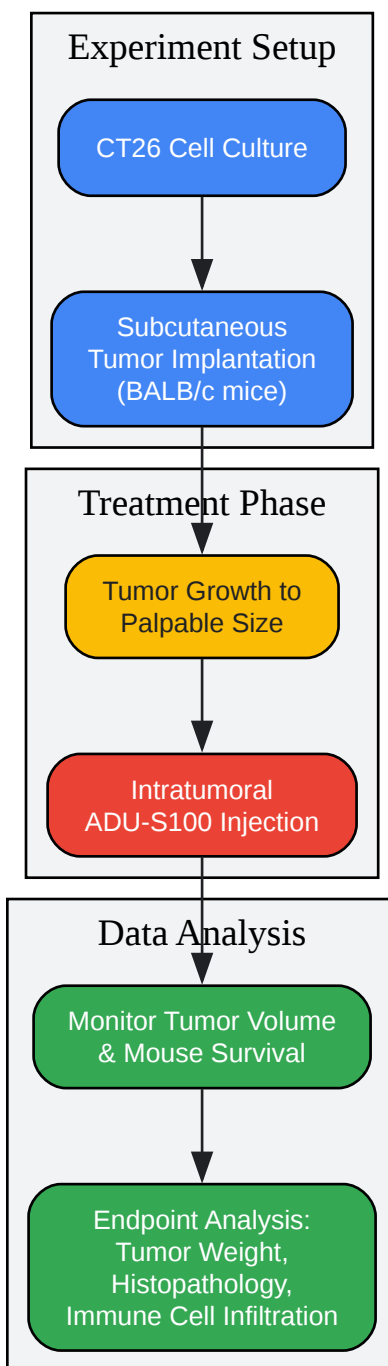 Experiment Setup
CT26 Cell Culture
Subcutaneous
Tumor Implantation
(BALB/c mice)
Treatment Phase
Tumor Growth to
Palpable Size
Intratumoral
ADU-S100 Injection
Data Analysis
Monitor Tumor Volume
& Mouse Survival
Endpoint Analysis:
Tumor Weight,
Histopathology,
Immune Cell Infiltration